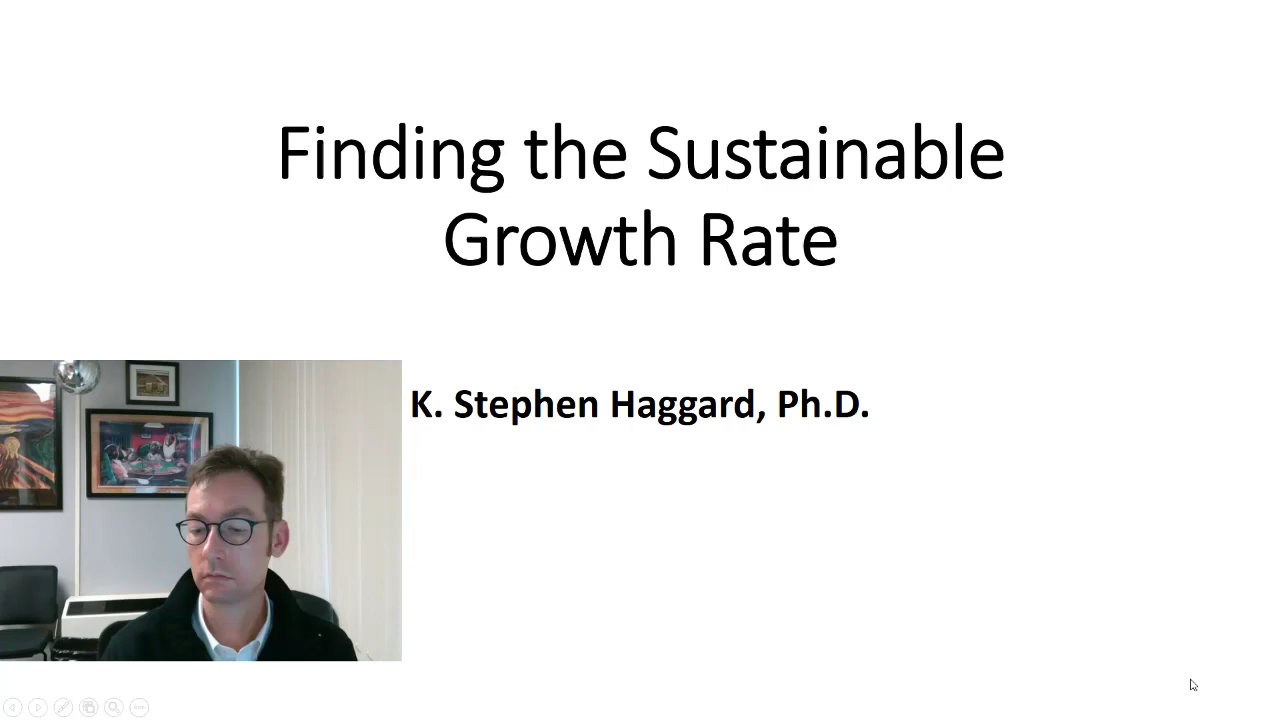 Finding the Sustainable
Growth Rate
K. Stephen Haggard, Ph.D.